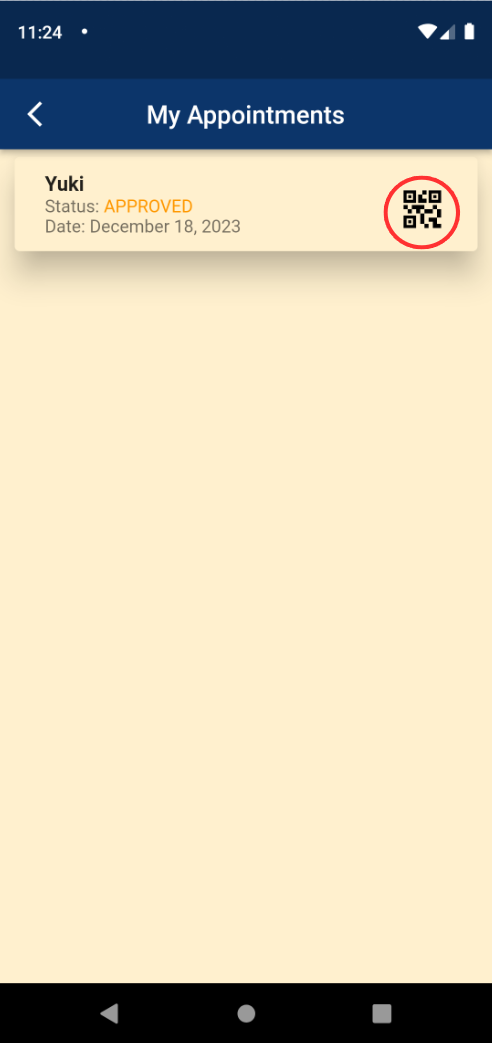 11:24
My Appointments
Yuki
Status: APPROVED
Date: December 18, 2023